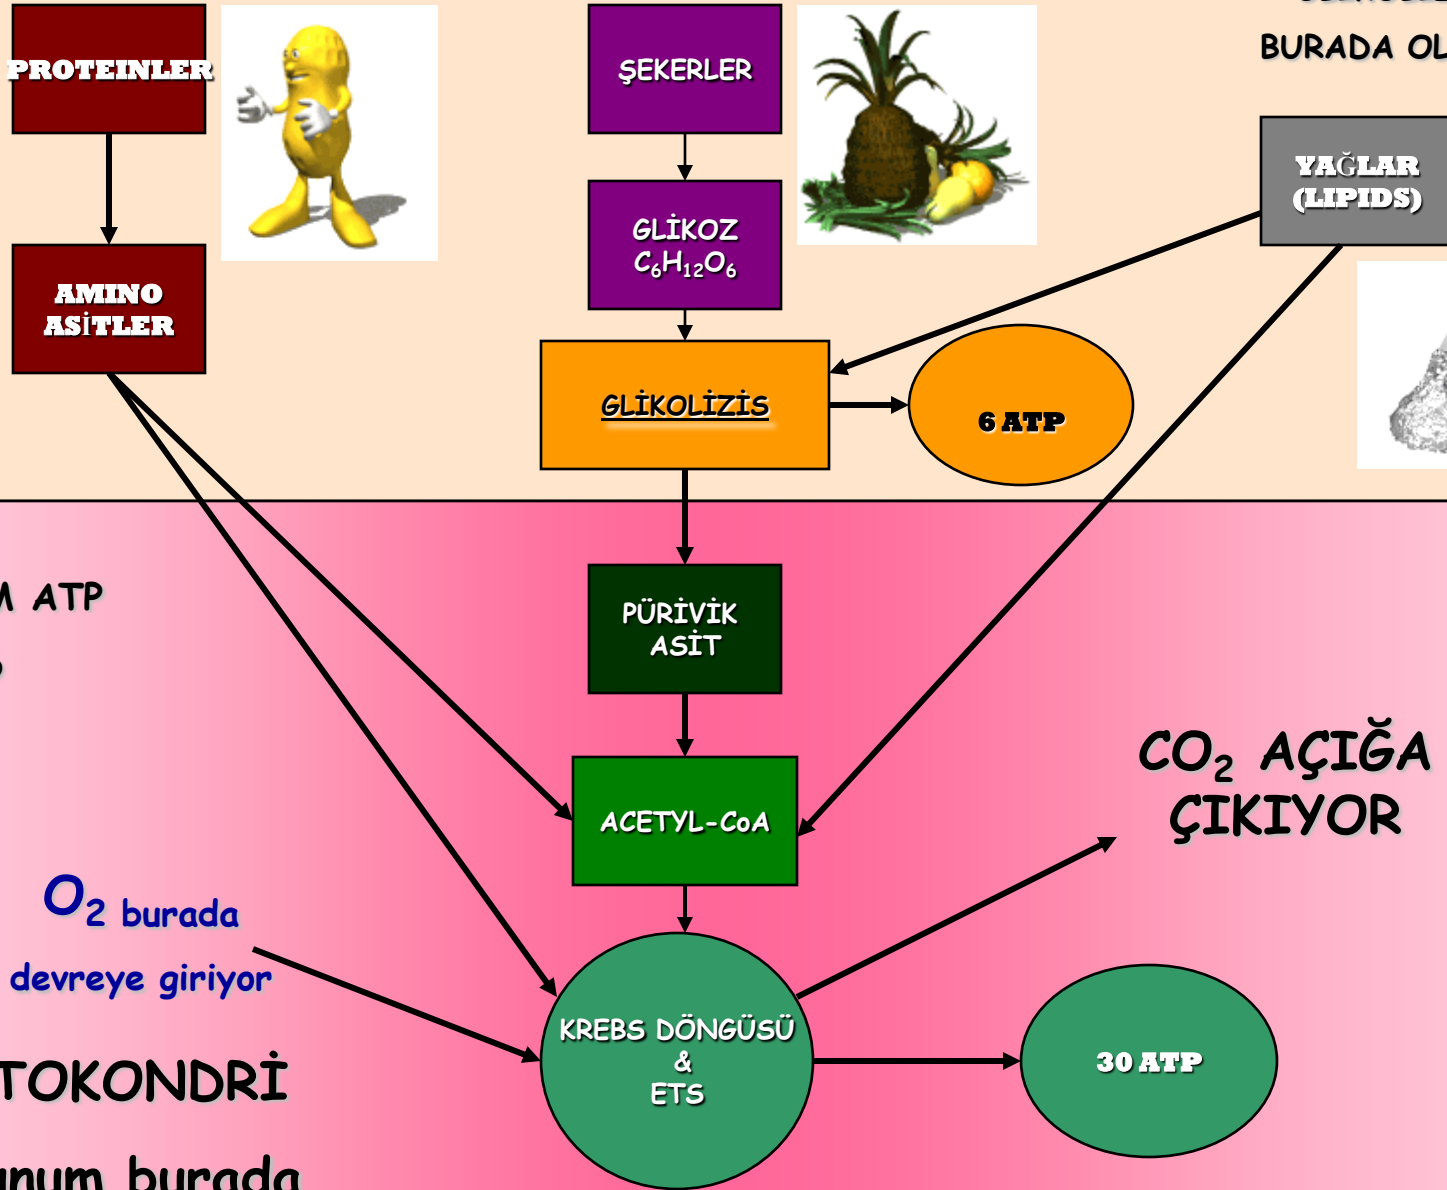 BURADA OL
PROTEINLER
ŞEKERLER
YAĞLAR
(LIPIDS)
GLİKOZ
C₆H₁₂O₆
AMINO
ASİTLER
GLİKOLİZİS
6 ATP
ATP
PÜRİVİK
ASİT
CO₂ AÇIĞA
ÇIKIYOR
ACETYL-CoA
O₂ burada
devreye giriyor
KREBS DÖNGÜSÜ
&
ETS
30 ATP
TOKONDRİ
burada